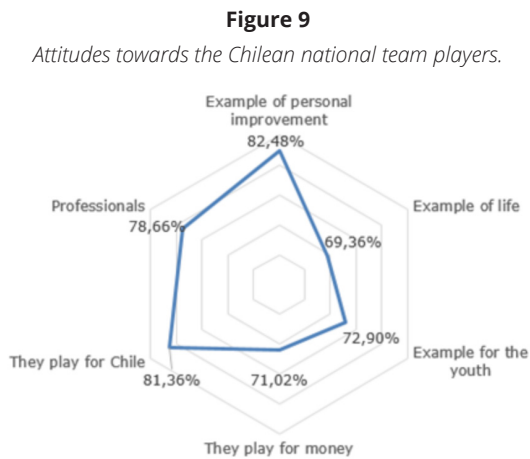 Figure 9
Attitudes towards the Chilean national team players.
Example of personal
improvement
82,48%
Professionals
Example of life
78,66%
69,36%
72,90%
They play for Chile
Example for the
youth
81,36%
71,02%
They play for money